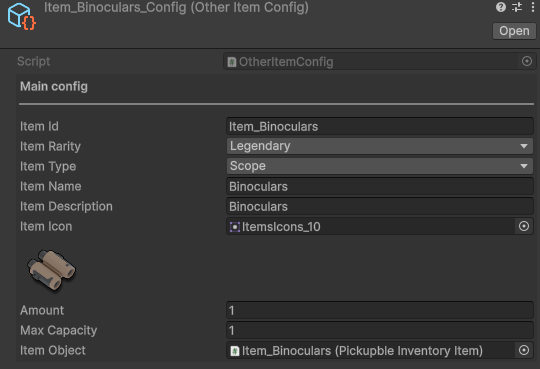 Item_Binoculars_Config (Other Item Config)
Open
Script OtherItemConfig
Main config
Item Id Item_Binoculars
Item Rarity Legendary
Item Type Scope
Item Name Binoculars
Item Description Binoculars
Item Icon ItemsIcons_10
Amount 1
Max Capacity 1
Item Object Item_Binoculars (Pickupble Inventory Item)